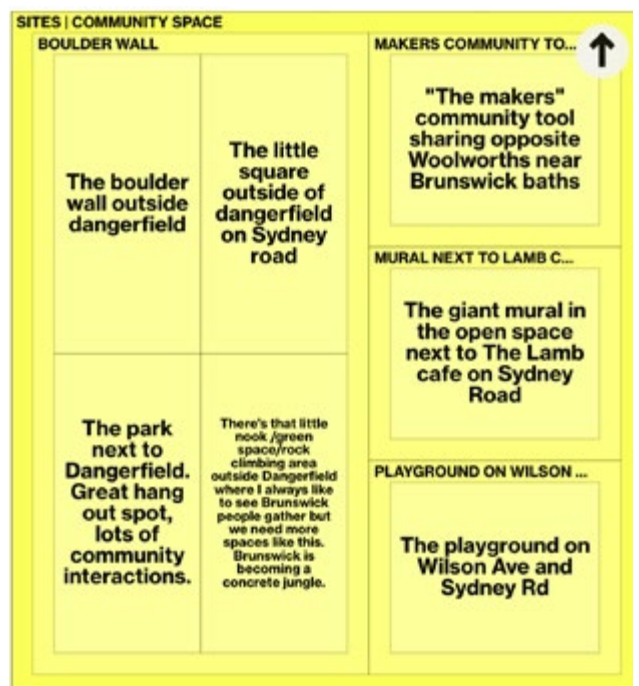 SITES | COMMUNITY SPACE
BOULDER WALL
The boulder
wall outside
dangerfield
The little
square
outside of
dangerfield
on Sydney
road
The park
next to
Dangerfield.
Great hang
out spot,
lots of
community
interactions.
There's that little
nook /green
space/rock
climbing area
outside Dangerfield
where I always like
to see Brunswick
people gather but
we need more
spaces like this.
Brunswick is
becoming a
concrete jungle.
MAKERS COMMUNITY TO...
"The makers"
community tool
sharing opposite
Woolworths near
Brunswick baths
MURAL NEXT TO LAMB C...
The giant mural in
the open space
next to The Lamb
cafe on Sydney
Road
PLAYGROUND ON WILSON ...
The playground on
Wilson Ave and
Sydney Rd